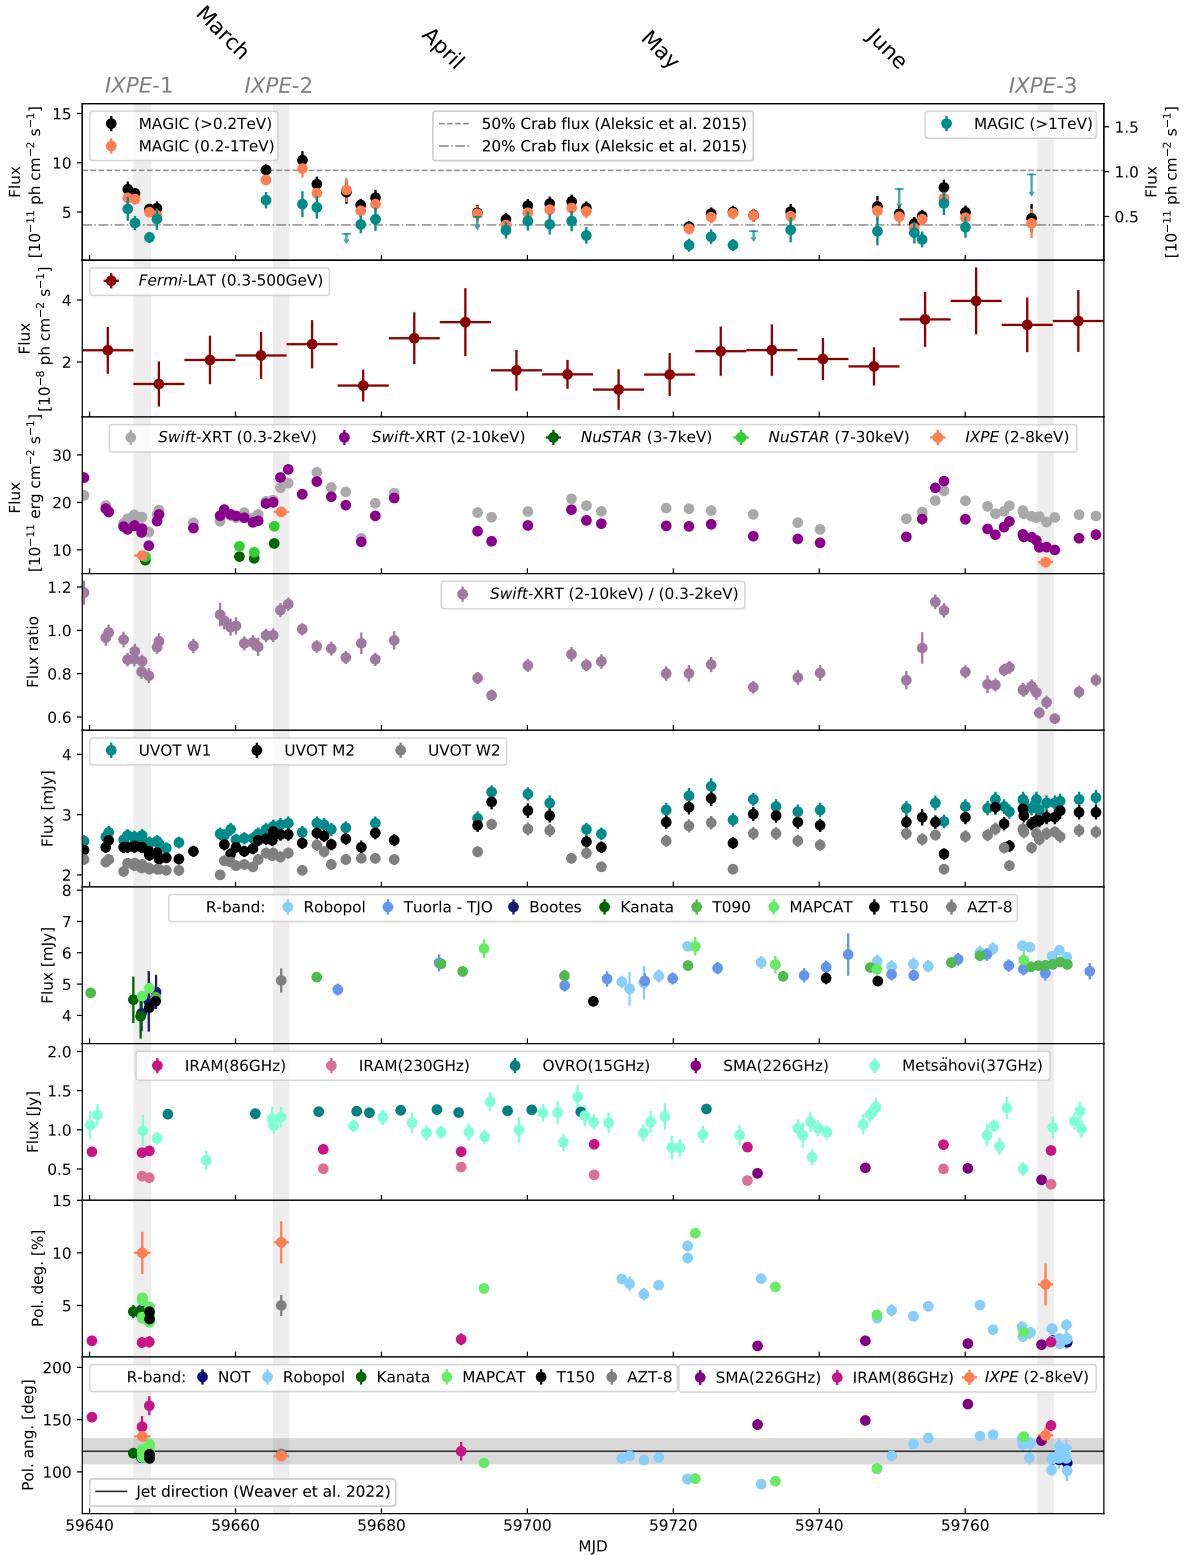 March April May June
IXPE-1 IXPE-2 IXPE-3
15
10
5
Flux
[10⁻¹¹ ph cm⁻² s⁻¹]
MAGIC (>0.2TeV)
MAGIC (0.2-1TeV)
50% Crab flux (Aleksic et al. 2015)
20% Crab flux (Aleksic et al. 2015)
MAGIC (>1TeV)
1.5
1.0
0.5
Flux
[10⁻¹¹ ph cm⁻² s⁻¹]
Fermi-LAT (0.3-500GeV)
4
2
Flux
[10⁻⁸ ph cm⁻² s⁻¹]
Swift-XRT (0.3-2keV) Swift-XRT (2-10keV) NuSTAR (3-7keV) NuSTAR (7-30keV) IXPE (2-8keV)
30
20
10
Flux
[10⁻¹¹ erg cm⁻² s⁻¹]
Swift-XRT (2-10keV) / (0.3-2keV)
1.2
1.0
0.8
0.6
Flux ratio
UVOT W1 UVOT M2 UVOT W2
4
3
2
Flux [mJy]
R-band: Robopol Tuorla - TJO Bootes Kanata T090 MAPCAT T150 AZT-8
8
7
6
5
4
Flux [mJy]
IRAM(86GHz) IRAM(230GHz) OVRO(15GHz) SMA(226GHz) Metsähovi(37GHz)
2.0
1.5
1.0
0.5
Flux [Jy]
15
10
5
Pol. deg. [%]
R-band: NOT Robopol Kanata MAPCAT T150 AZT-8 SMA(226GHz) IRAM(86GHz) IXPE (2-8keV)
200
150
100
Pol. ang. [deg]
Jet direction (Weaver et al. 2022)
59640 59660 59680 59700 59720 59740 59760
MJD